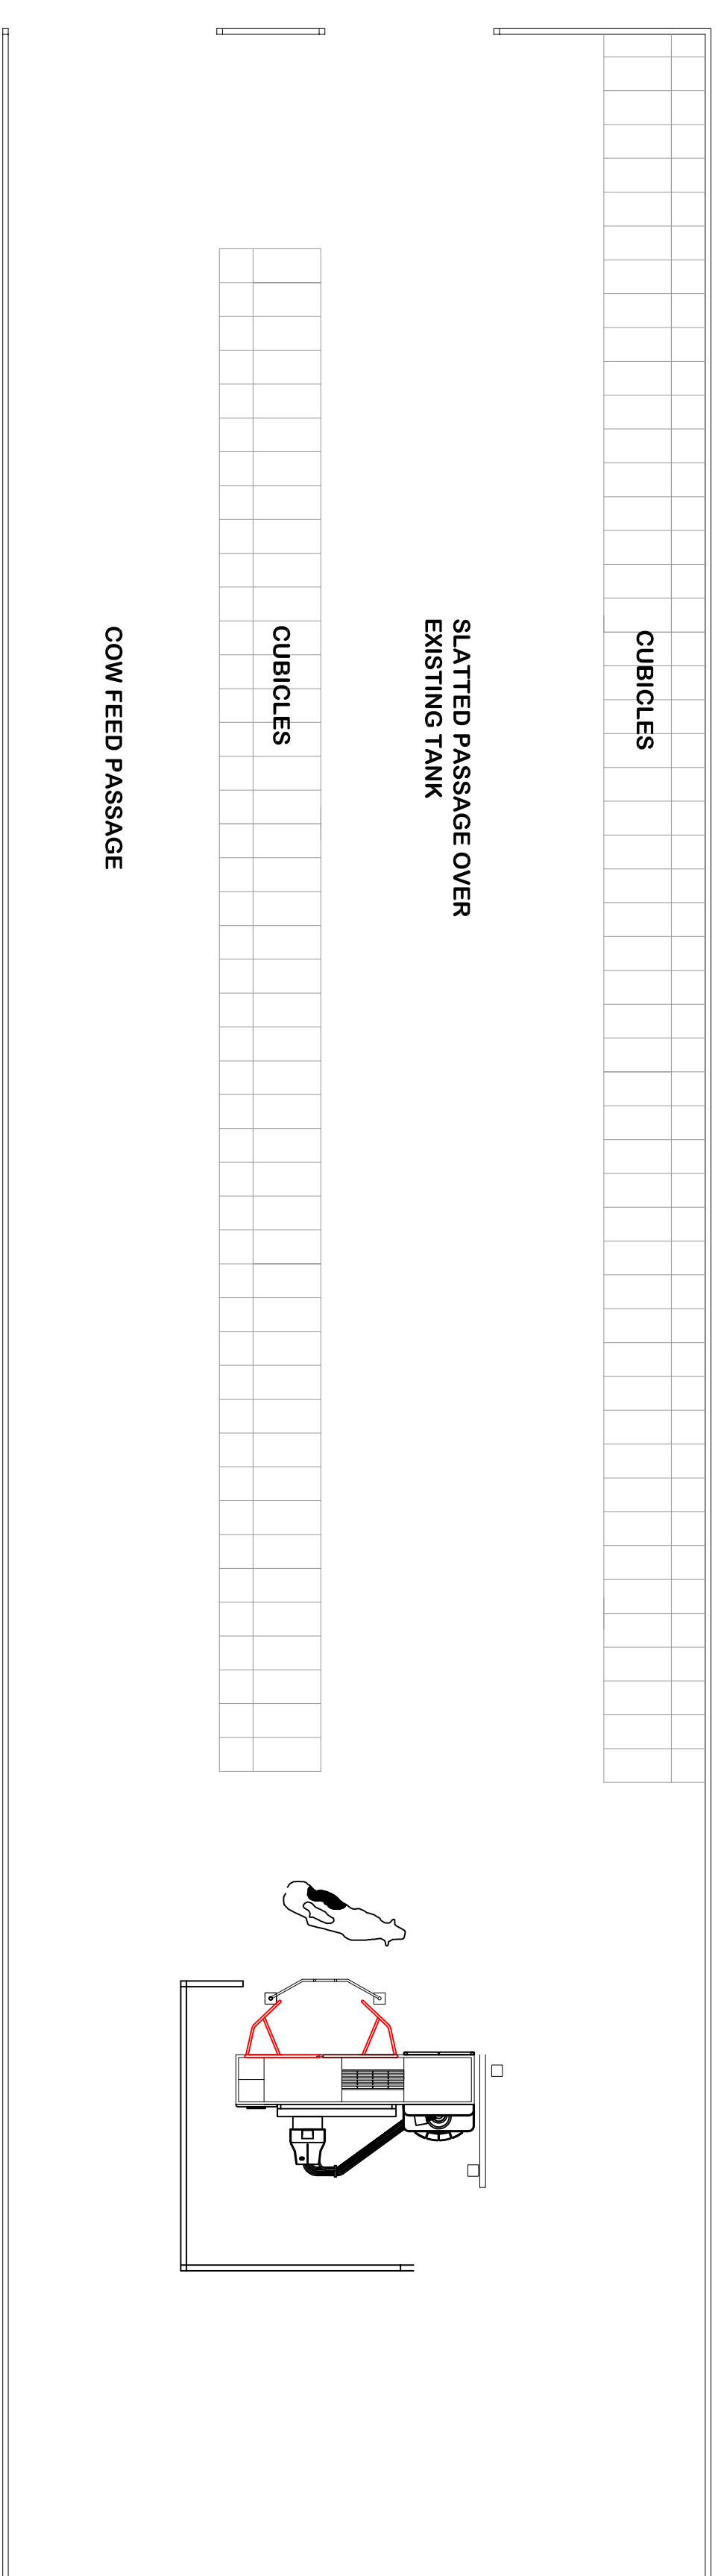 COW FEED PASSAGE
CUBICLES
SLATTED PASSAGE OVER
EXISTING TANK
CUBICLES